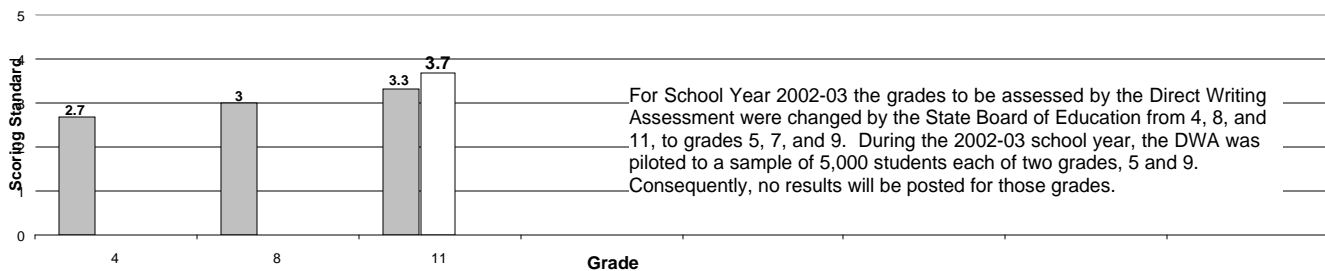 5
4
3
2
1
0
Scoring Standard
2.7
3
3.3
3.7
For School Year 2002-03 the grades to be assessed by the Direct Writing
Assessment were changed by the State Board of Education from 4, 8, and
11, to grades 5, 7, and 9. During the 2002-03 school year, the DWA was
piloted to a sample of 5,000 students each of two grades, 5 and 9.
Consequently, no results will be posted for those grades.
4
8
11
Grade